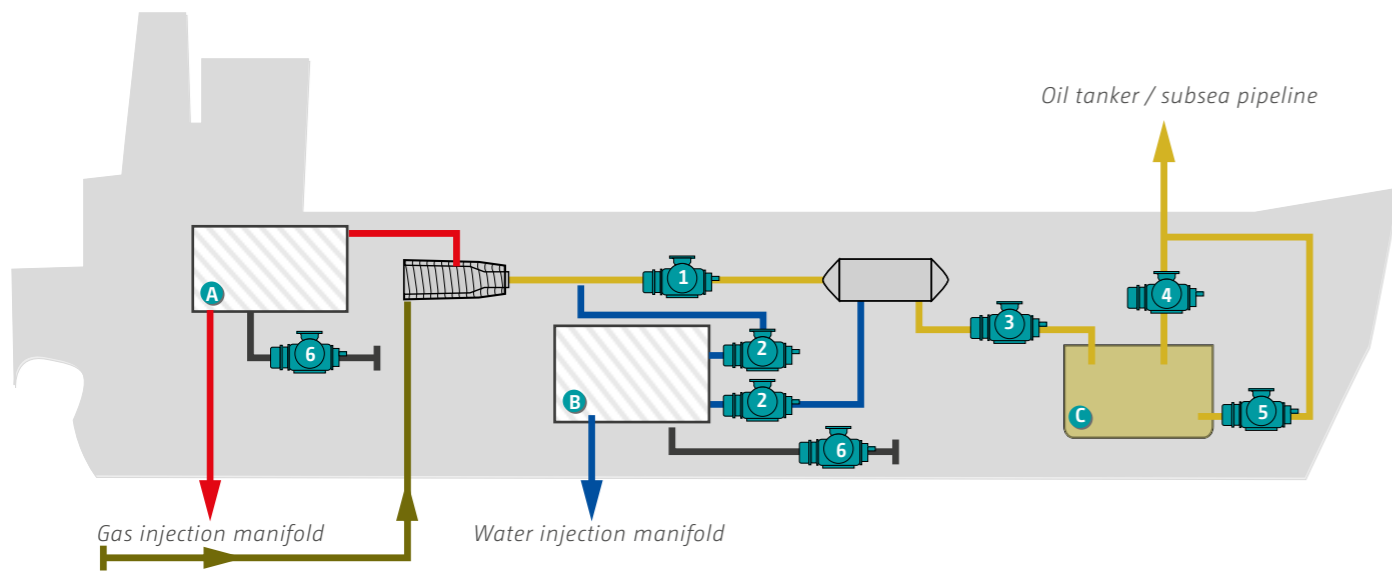 Oil tanker / subsea pipeline
A
6
1
2
2
B
6
3
4
C
5
Gas injection manifold
Water injection manifold